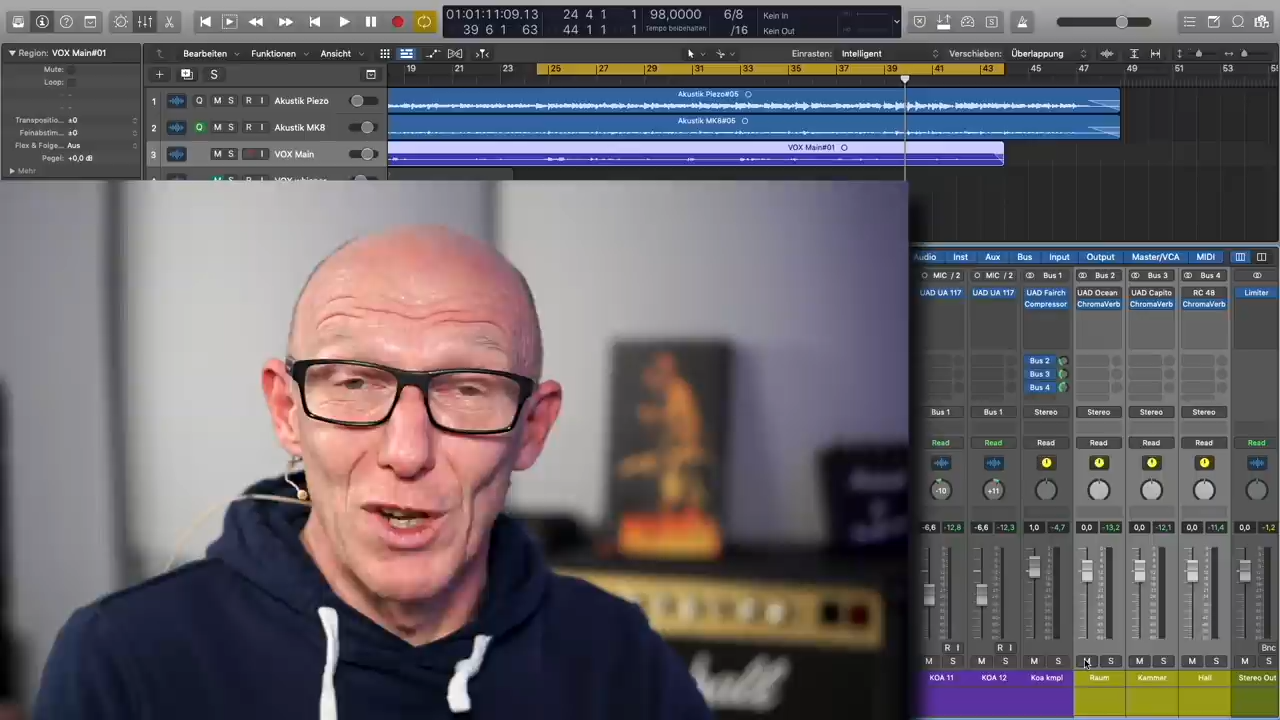 01:01:11:09.13
39 6 1 63
24 4 1 1
44 1 1 1
98,0000
Tempo beibehalten
6/8
/16
Kein In
Kein Out
Region: VOX Main#01
Mute:
Loop:
Transpositio... ±0
Feinabstim... ±0
Flex & Folge... Aus
Pegel: +0,0 dB
Mehr
Bearbeiten
Funktionen
Ansicht
Einrasten: Intelligent
Verschieben: Überlappung
S
19 21 23 25 27 29 31 33 35 37 39 41 43 45 47 49 51 53 55
1 Q M S R I Akustik Piezo
Akustik Piezo#05
2 Q M S R I Akustik MK8
Akustik MK8#05
3 M S R I VOX Main
VOX Main#01
Audio Inst Aux Bus Input Output Master/VCA MIDI
MIC / 2 MIC / 2 Bus 1 Bus 2 Bus 3 Bus 4
UAD UA 117 UAD UA 117 UAD Fairch UAD Ocean UAD Capito RC 48 Limiter
Compressor ChromaVerb ChromaVerb ChromaVerb
Bus 2
Bus 3
Bus 4
Bus 1 Bus 1 Stereo Stereo Stereo Stereo
Read Read Read Read Read Read Read
-10 +11
-6,6 -12,8 -6,6 -12,3 1,0 -4,7 0,0 -13,2 0,0 -12,1 0,0 -11,4 0,0 -1,2
R I R I Bnc
M S M S M S M S M S M S M S
KOA 11 KOA 12 Koa kmpl Raum Kammer Hall Stereo Out
Marshall